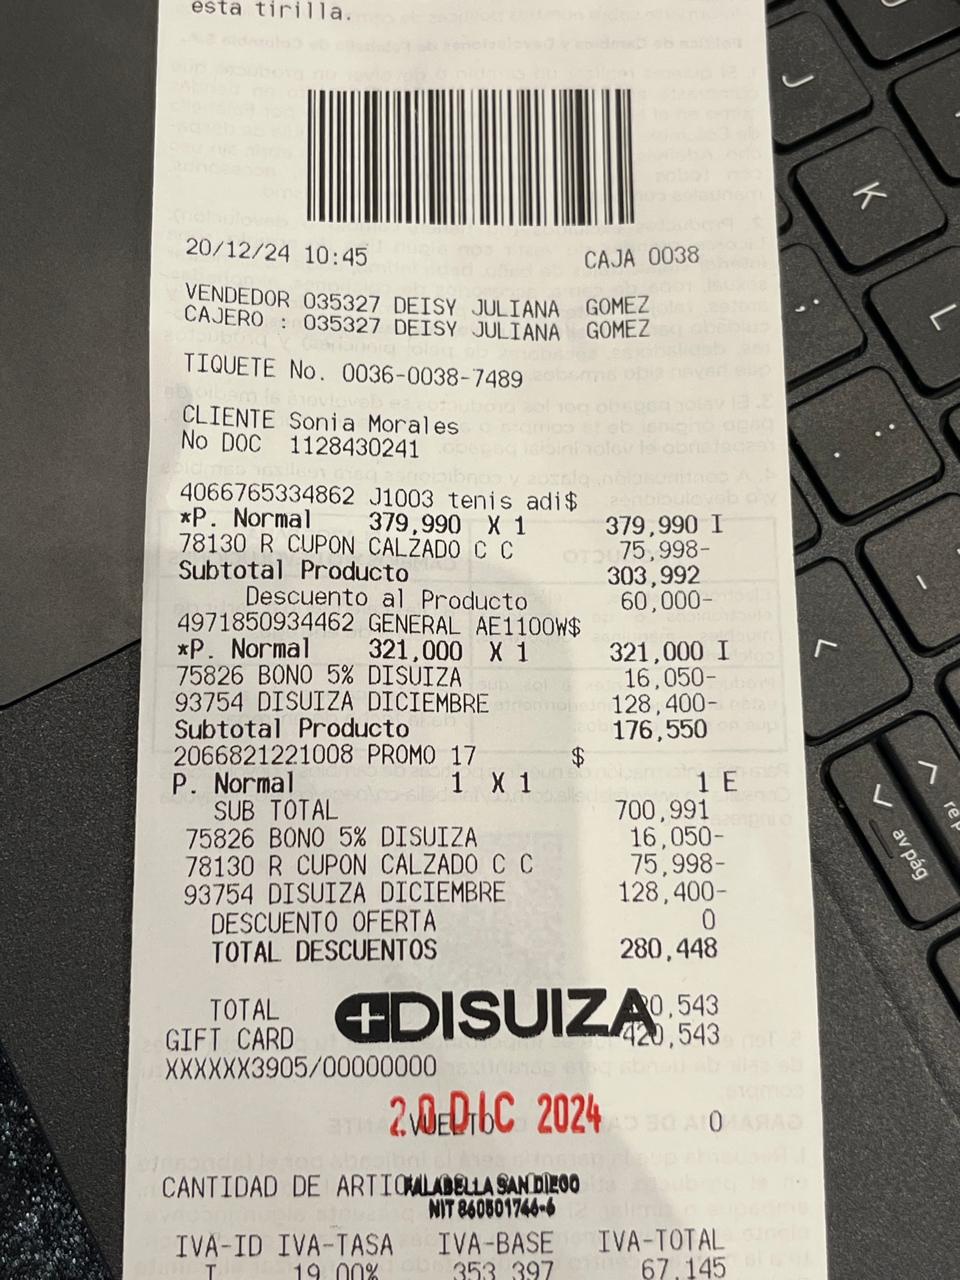 esta tirilla.
20/12/24 10:45 CAJA 0038
VENDEDOR 035327 DEISY JULIANA GOMEZ
CAJERO : 035327 DEISY JULIANA GOMEZ
TIQUETE No. 0036-0038-7489
CLIENTE Sonia Morales
No DOC 1128430241
4066765334862 J1003 tenis adi$
*P. Normal 379,990 X 1 379,990 I
78130 R CUPON CALZADO C C 75,998-
Subtotal Producto 303,992
Descuento al Producto 60,000-
4971850934462 GENERAL AE1100W$
*P. Normal 321,000 X 1 321,000 I
75826 BONO 5% DISUIZA 16,050-
93754 DISUIZA DICIEMBRE 128,400-
Subtotal Producto 176,550
2066821221008 PROMO 17 $
P. Normal 1 X 1 1 E
SUB TOTAL 700,991
75826 BONO 5% DISUIZA 16,050-
78130 R CUPON CALZADO C C 75,998-
93754 DISUIZA DICIEMBRE 128,400-
DESCUENTO OFERTA 0
TOTAL DESCUENTOS 280,448
TOTAL 20,543
DISUIZA
GIFT CARD 420,543
XXXXXX3905/00000000
20 DIC 2024
VUELTO 0
CANTIDAD DE ARTIC
FALABELLA SAN DIEGO
NIT 860501746-6
IVA-ID IVA-TASA IVA-BASE IVA-TOTAL
I 19.00% 353,397 67,145
J
K
L
;
:
.
-
re p
av pág